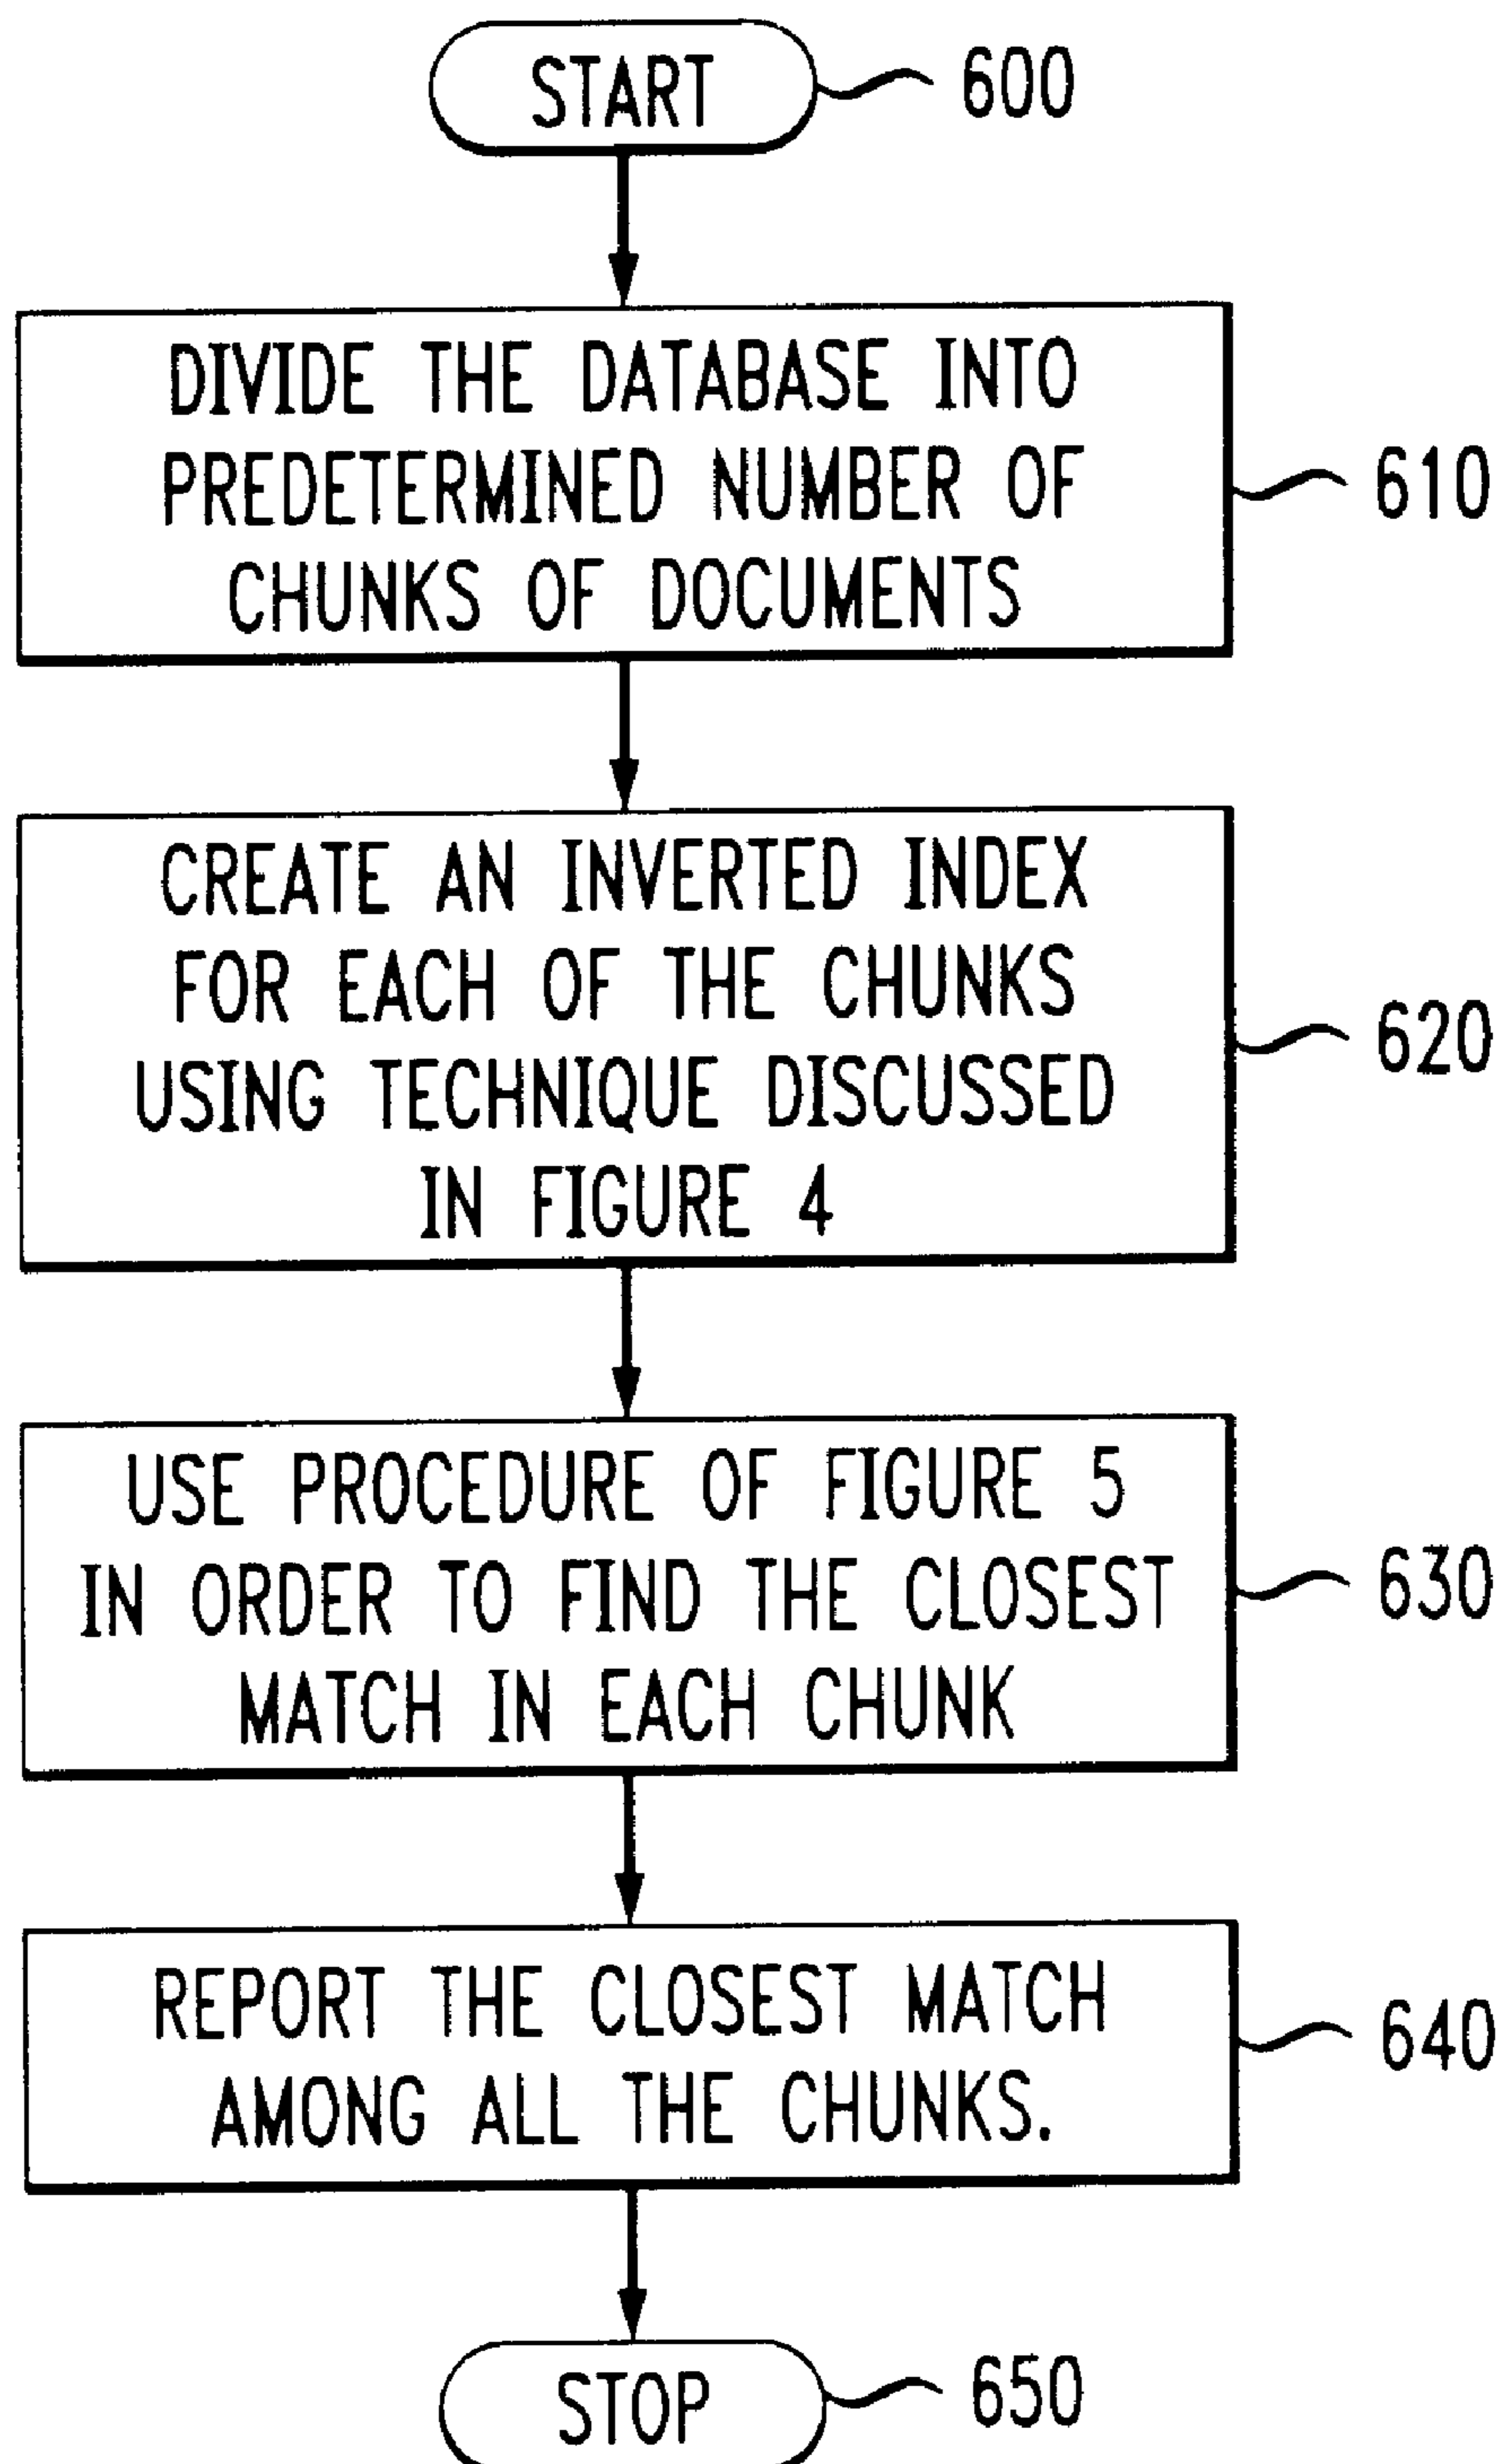 START 600
DIVIDE THE DATABASE INTO
PREDETERMINED NUMBER OF 610
CHUNKS OF DOCUMENTS
CREATE AN INVERTED INDEX
FOR EACH OF THE CHUNKS
620
USING TECHNIQUE DISCUSSED
IN FIGURE 4
USE PROCEDURE OF FIGURE 5
IN ORDER TO FIND THE CLOSEST 630
MATCH IN EACH CHUNK
REPORT THE CLOSEST MATCH
640
AMONG ALL THE CHUNKS.
STOP 650